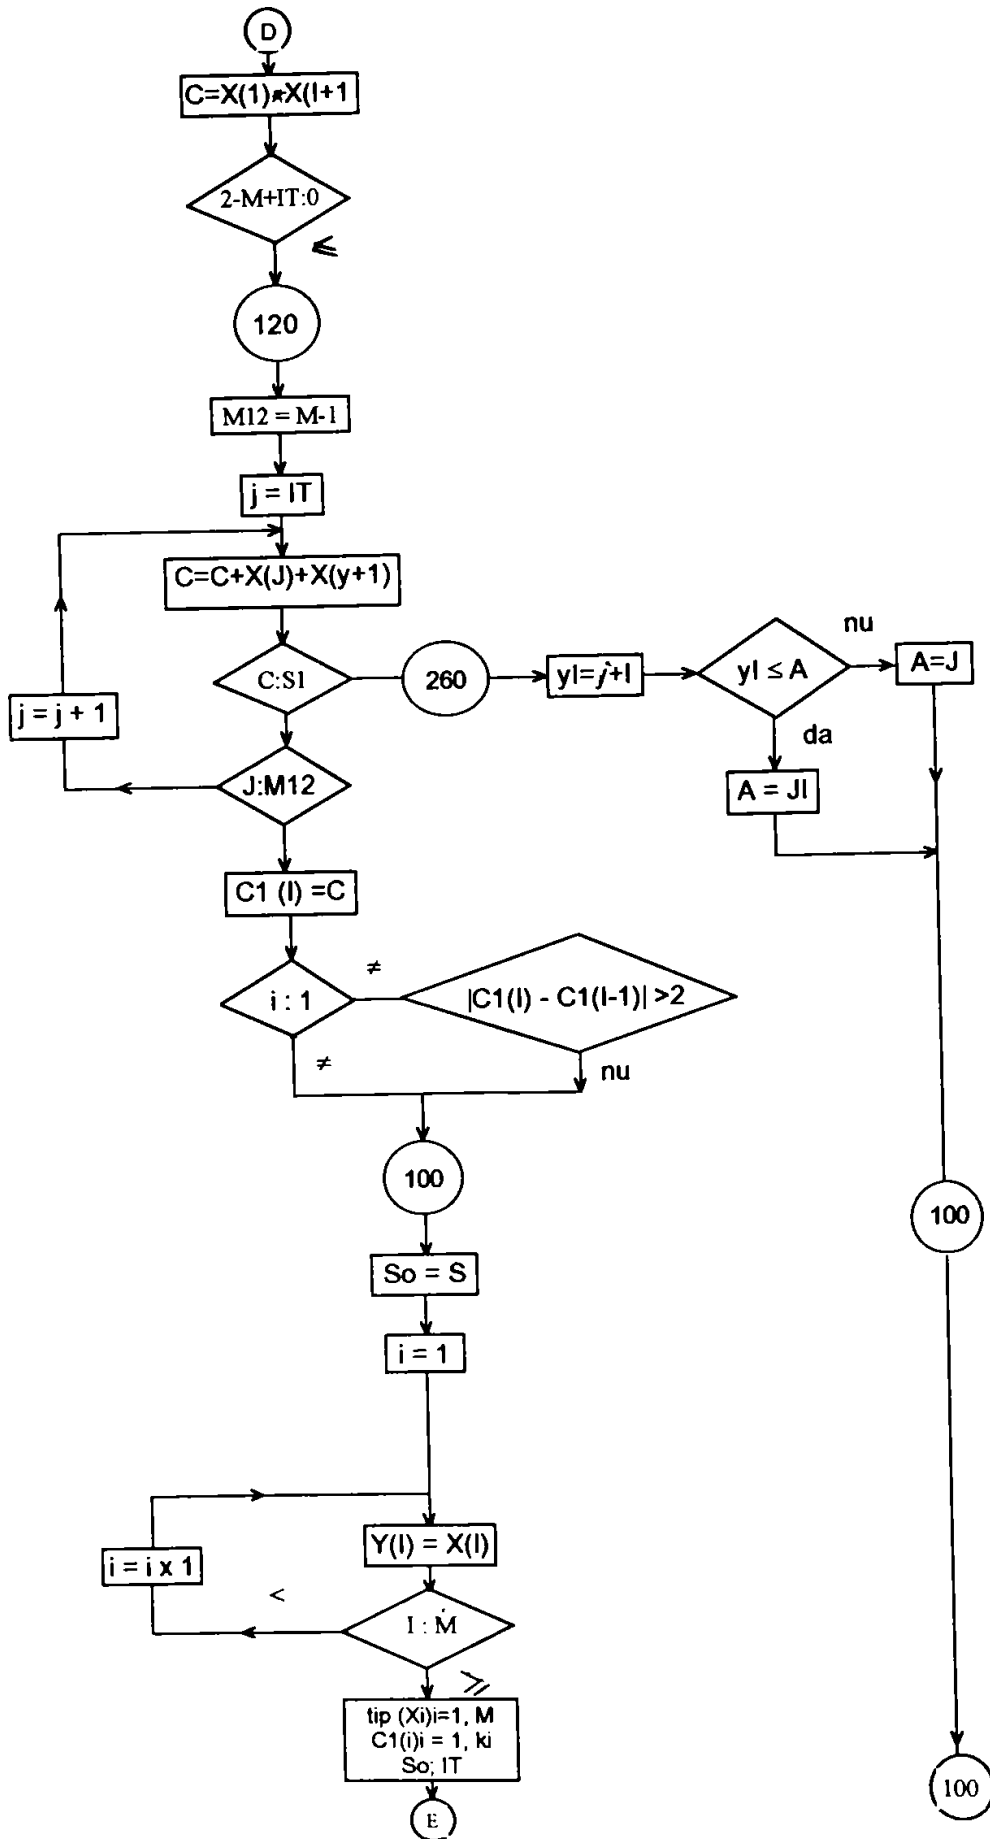 D
C=X(1)*X(I+1
2-M+IT:0
≤
120
M12 = M-1
j = IT
C=C+X(J)+X(y+1)
C:S1
260
yl=j+l
yl ≤ A
nu
A=J
da
A = JI
j = j + 1
J:M12
C1 (I) =C
i : 1
≠
|C1(I) - C1(I-1)| >2
≠
nu
100
100
So = S
i = 1
Y(I) = X(I)
i = i x 1
<
I : M
≥
tip (Xi)i=1, M
C1(i)i = 1, ki
So; IT
E
100